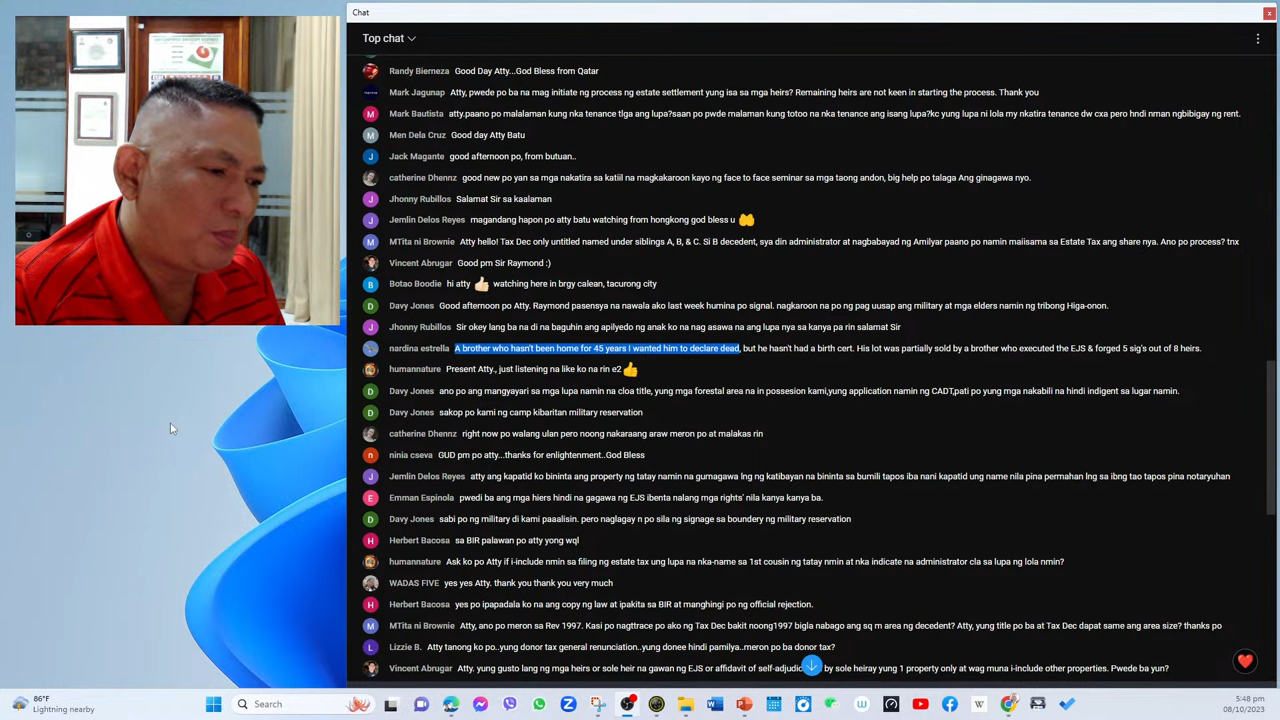 Chat
Top chat
Randy Bierneza Good Day Atty...God Bless from Qatar
Mark Jagunap Atty, pwede po ba na mag initiate ng process ng estate settlement yung isa sa mga heirs? Remaining heirs are not keen in starting the process. Thank you
M Mark Bautista atty.paano po malalaman kung nka tenance tlga ang lupa?saan po pwde malaman kung totoo na nka tenance ang isang lupa?kc yung lupa ni lola my nkatira tenance dw cxa pero hndi nman ngbibigay ng rent.
M Men Dela Cruz Good day Atty Batu
J Jack Magante good afternoon po, from butuan..
catherine Dhennz good new po yan sa mga nakatira sa katiil na magkakaroon kayo ng face to face seminar sa mga taong andon, big help po talaga Ang ginagawa nyo.
J Jhonny Rubillos Salamat Sir sa kaalaman
J Jemlin Delos Reyes magandang hapon po atty batu watching from hongkong god bless u 🤲
M MTita ni Brownie Atty hello! Tax Dec only untitled named under siblings A, B, & C. Si B decedent, sya din administrator at nagbabayad ng Amilyar paano po namin maiisama sa Estate Tax ang share nya. Ano po process? tnx
Vincent Abrugar Good pm Sir Raymond :)
B Botao Boodie hi atty 👍 watching here in brgy calean, tacurong city
D Davy Jones Good afternoon po Atty. Raymond pasensya na nawala ako last week humina po signal. nagkaroon na po ng pag uusap ang military at mga elders namin ng tribong Higa-onon.
J Jhonny Rubillos Sir okey lang ba na di na baguhin ang apilyedo ng anak ko na nag asawa na ang lupa nya sa kanya pa rin salamat Sir
nardina estrella A brother who hasn't been home for 45 years I wanted him to declare dead, but he hasn't had a birth cert. His lot was partially sold by a brother who executed the EJS & forged 5 sig's out of 8 heirs.
humannature Present Atty., just listening na like ko na rin e2 👍
D Davy Jones ano po ang mangyayari sa mga lupa namin na cloa title, yung mga forestal area na in possesion kami,yung application namin ng CADT,pati po yung mga nakabili na hindi indigent sa lugar namin.
D Davy Jones sakop po kami ng camp kibaritan military reservation
catherine Dhennz right now po walang ulan pero noong nakaraang araw meron po at malakas rin
n ninia cseva GUD pm po atty...thanks for enlightenment..God Bless
J Jemlin Delos Reyes atty ang kapatid ko bininta ang property ng tatay namin na gumagawa lng ng katibayan na bininta sa bumili tapos iba nani kapatid ung name nila pina permahan lng sa ibng tao tapos pina notaryuhan
E Emman Espinola pwedi ba ang mga hiers hindi na gagawa ng EJS ibenta nalang mga rights' nila kanya kanya ba.
D Davy Jones sabi po ng military di kami paaalisin. pero naglagay n po sila ng signage sa boundery ng military reservation
H Herbert Bacosa sa BIR palawan po atty yong wql
humannature Ask ko po Atty if i-include nmin sa filing ng estate tax ung lupa na nka-name sa 1st cousin ng tatay nmin at nka indicate na administrator cla sa lupa ng lola nmin?
WADAS FIVE yes yes Atty. thank you thank you very much
H Herbert Bacosa yes po ipapadala ko na ang copy ng law at ipakita sa BIR at manghingi po ng official rejection.
M MTita ni Brownie Atty, ano po meron sa Rev 1997. Kasi po nagttrace po ako ng Tax Dec bakit noong1997 bigla nabago ang sq m area ng decedent? Atty, yung title po ba at Tax Dec dapat same ang area size? thanks po
L Lizzie B. Atty tanong ko po..yung donor tax general renunciation..yung donee hindi pamilya..meron po ba donor tax?
Vincent Abrugar Atty. yung gusto lang ng mga heirs or sole heir na gawan ng EJS or affidavit of self-adjudic by sole heiray yung 1 property only at wag muna i-include other properties. Pwede ba yun?
86°F
Lightning nearby
Search
5:48 pm
08/10/2023